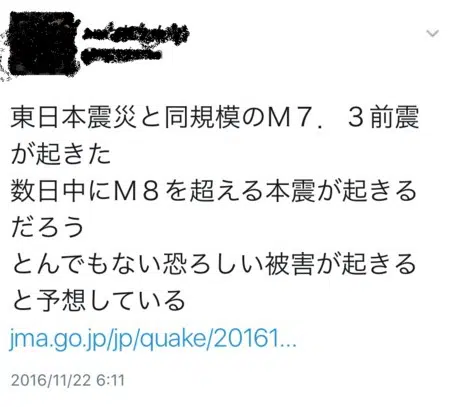 東日本震災と同規模のM7．3前震
が起きた
数日中にM8を超える本震が起きる
だろう
とんでもない恐ろしい被害が起きる
と予想している
jma.go.jp/jp/quake/20161...
2016/11/22 6:11